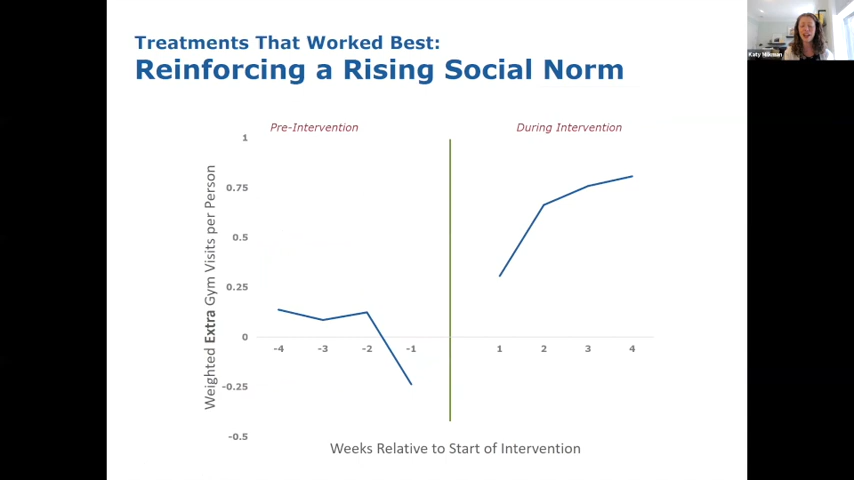 Treatments That Worked Best:
Reinforcing a Rising Social Norm
Katy Milkman
Pre-Intervention
During Intervention
Weighted Extra Gym Visits per Person
1
0.75
0.5
0.25
0
-0.25
-0.5
-4 -3 -2 -1 1 2 3 4
Weeks Relative to Start of Intervention